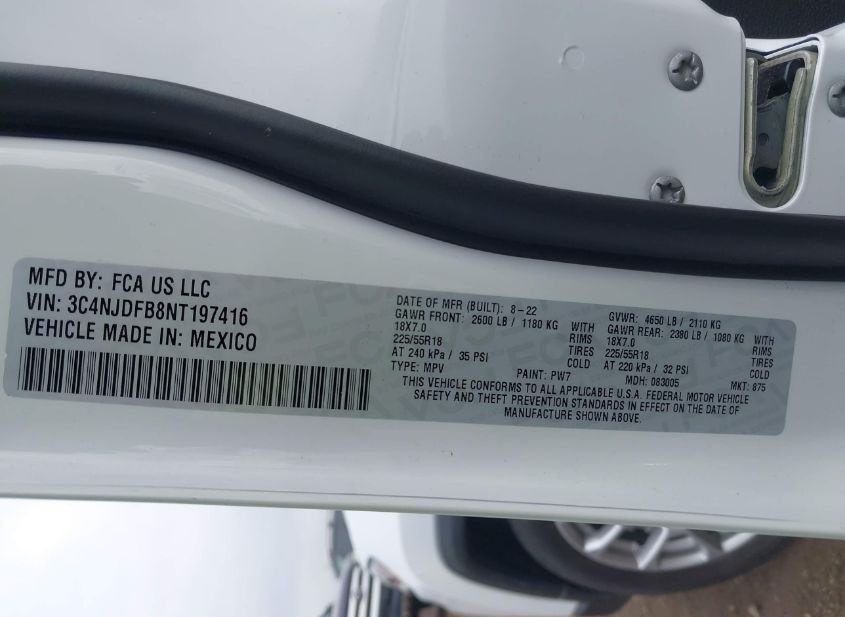 MFD BY: FCA US LLC
VIN: 3C4NJDFB8NT197416
VEHICLE MADE IN: MEXICO
DATE OF MFR (BUILT): 8-22
GAWR FRONT: 2600 LB / 1180 KG WITH
18X7.0 RIMS
225/55R18 TIRES
AT 240 kPa / 35 PSI COLD
TYPE: MPV PAINT: PW7
GVWR: 4650 LB / 2110 KG
GAWR REAR: 2380 LB / 1080 KG WITH
18X7.0 RIMS
225/55R18 TIRES
AT 220 kPa / 32 PSI COLD
MDH: 083005 MKT: 875
THIS VEHICLE CONFORMS TO ALL APPLICABLE U.S.A. FEDERAL MOTOR VEHICLE
SAFETY AND THEFT PREVENTION STANDARDS IN EFFECT ON THE DATE OF
MANUFACTURE SHOWN ABOVE.